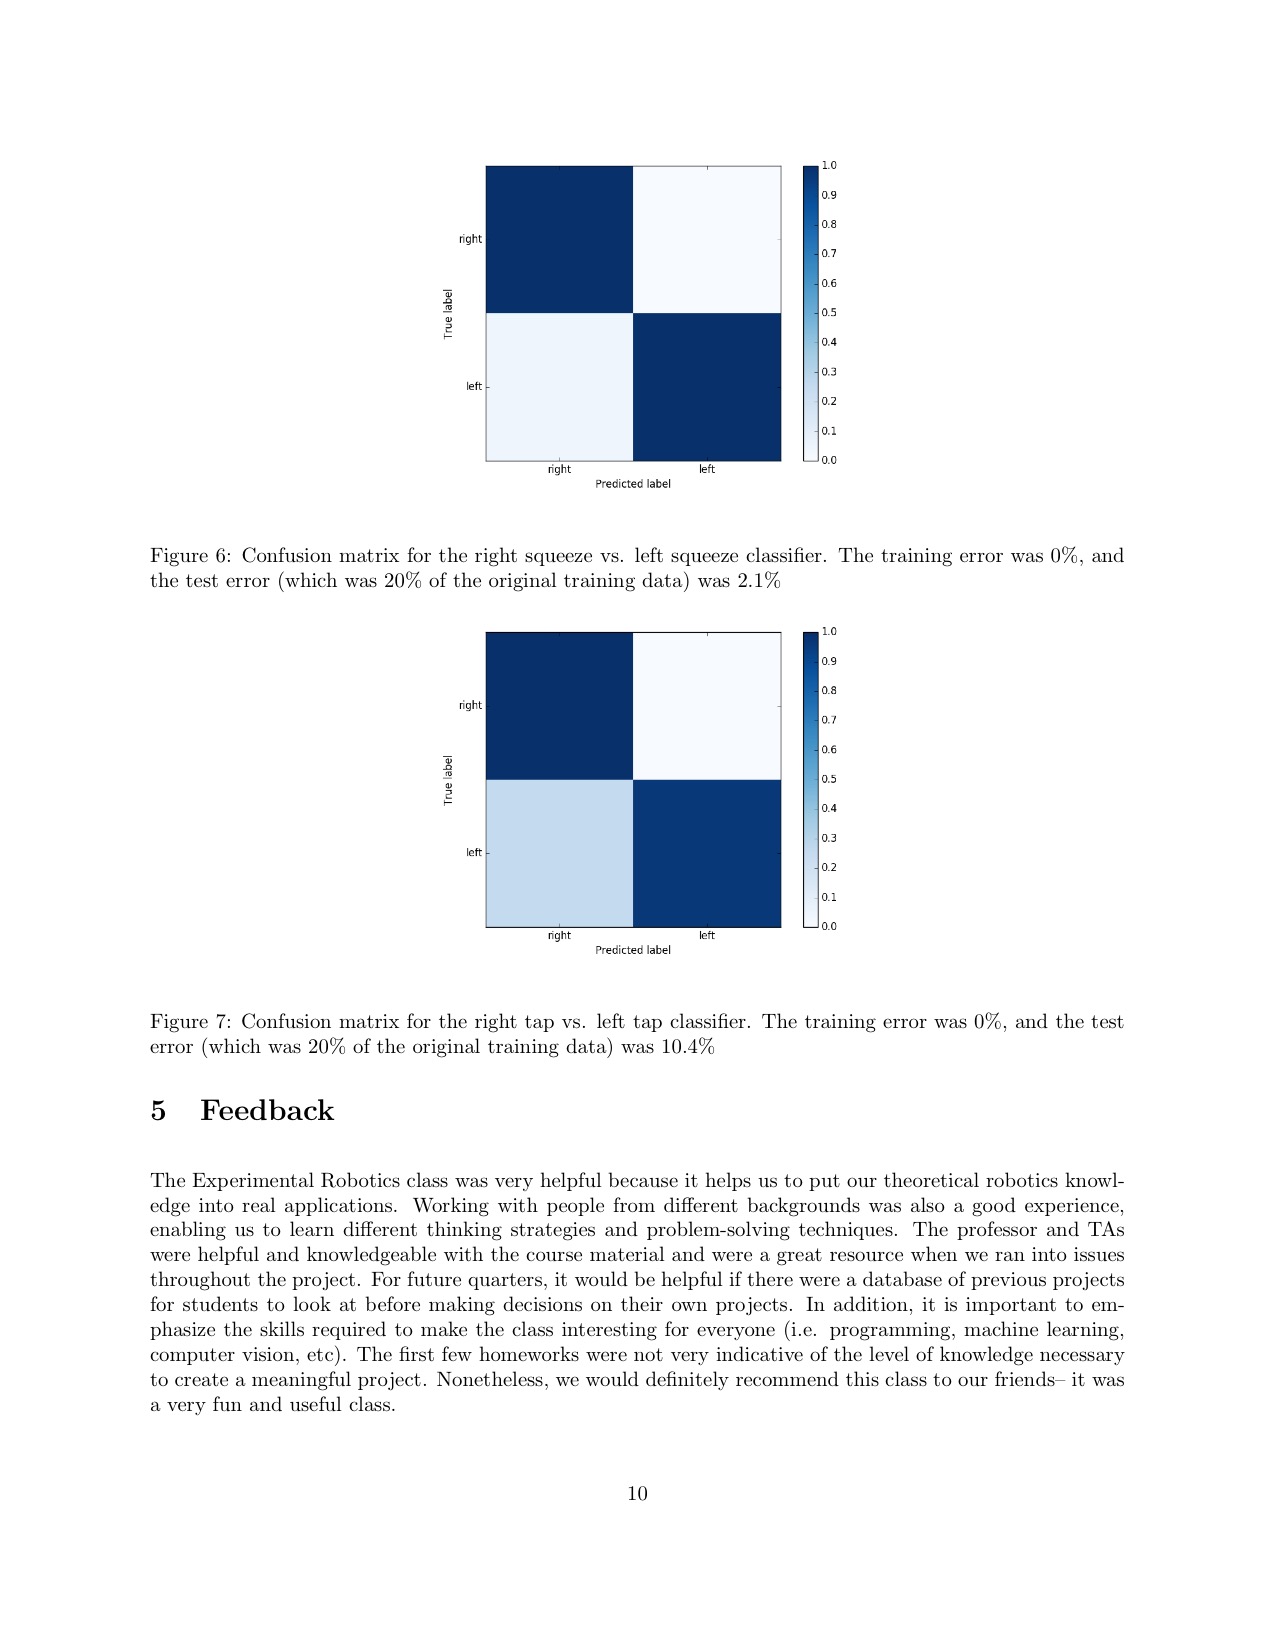 1.0
0.9
0.8
0.7
0.6
0.5
0.4
0.3
0.2
0.1
0.0
right
left
True label
right left
Predicted label
Figure 6: Confusion matrix for the right squeeze vs. left squeeze classifier. The training error was 0%, and
the test error (which was 20% of the original training data) was 2.1%
1.0
0.9
0.8
0.7
0.6
0.5
0.4
0.3
0.2
0.1
0.0
right
left
True label
right left
Predicted label
Figure 7: Confusion matrix for the right tap vs. left tap classifier. The training error was 0%, and the test
error (which was 20% of the original training data) was 10.4%
5 Feedback
The Experimental Robotics class was very helpful because it helps us to put our theoretical robotics knowl-
edge into real applications. Working with people from different backgrounds was also a good experience,
enabling us to learn different thinking strategies and problem-solving techniques. The professor and TAs
were helpful and knowledgeable with the course material and were a great resource when we ran into issues
throughout the project. For future quarters, it would be helpful if there were a database of previous projects
for students to look at before making decisions on their own projects. In addition, it is important to em-
phasize the skills required to make the class interesting for everyone (i.e. programming, machine learning,
computer vision, etc). The first few homeworks were not very indicative of the level of knowledge necessary
to create a meaningful project. Nonetheless, we would definitely recommend this class to our friends– it was
a very fun and useful class.
10